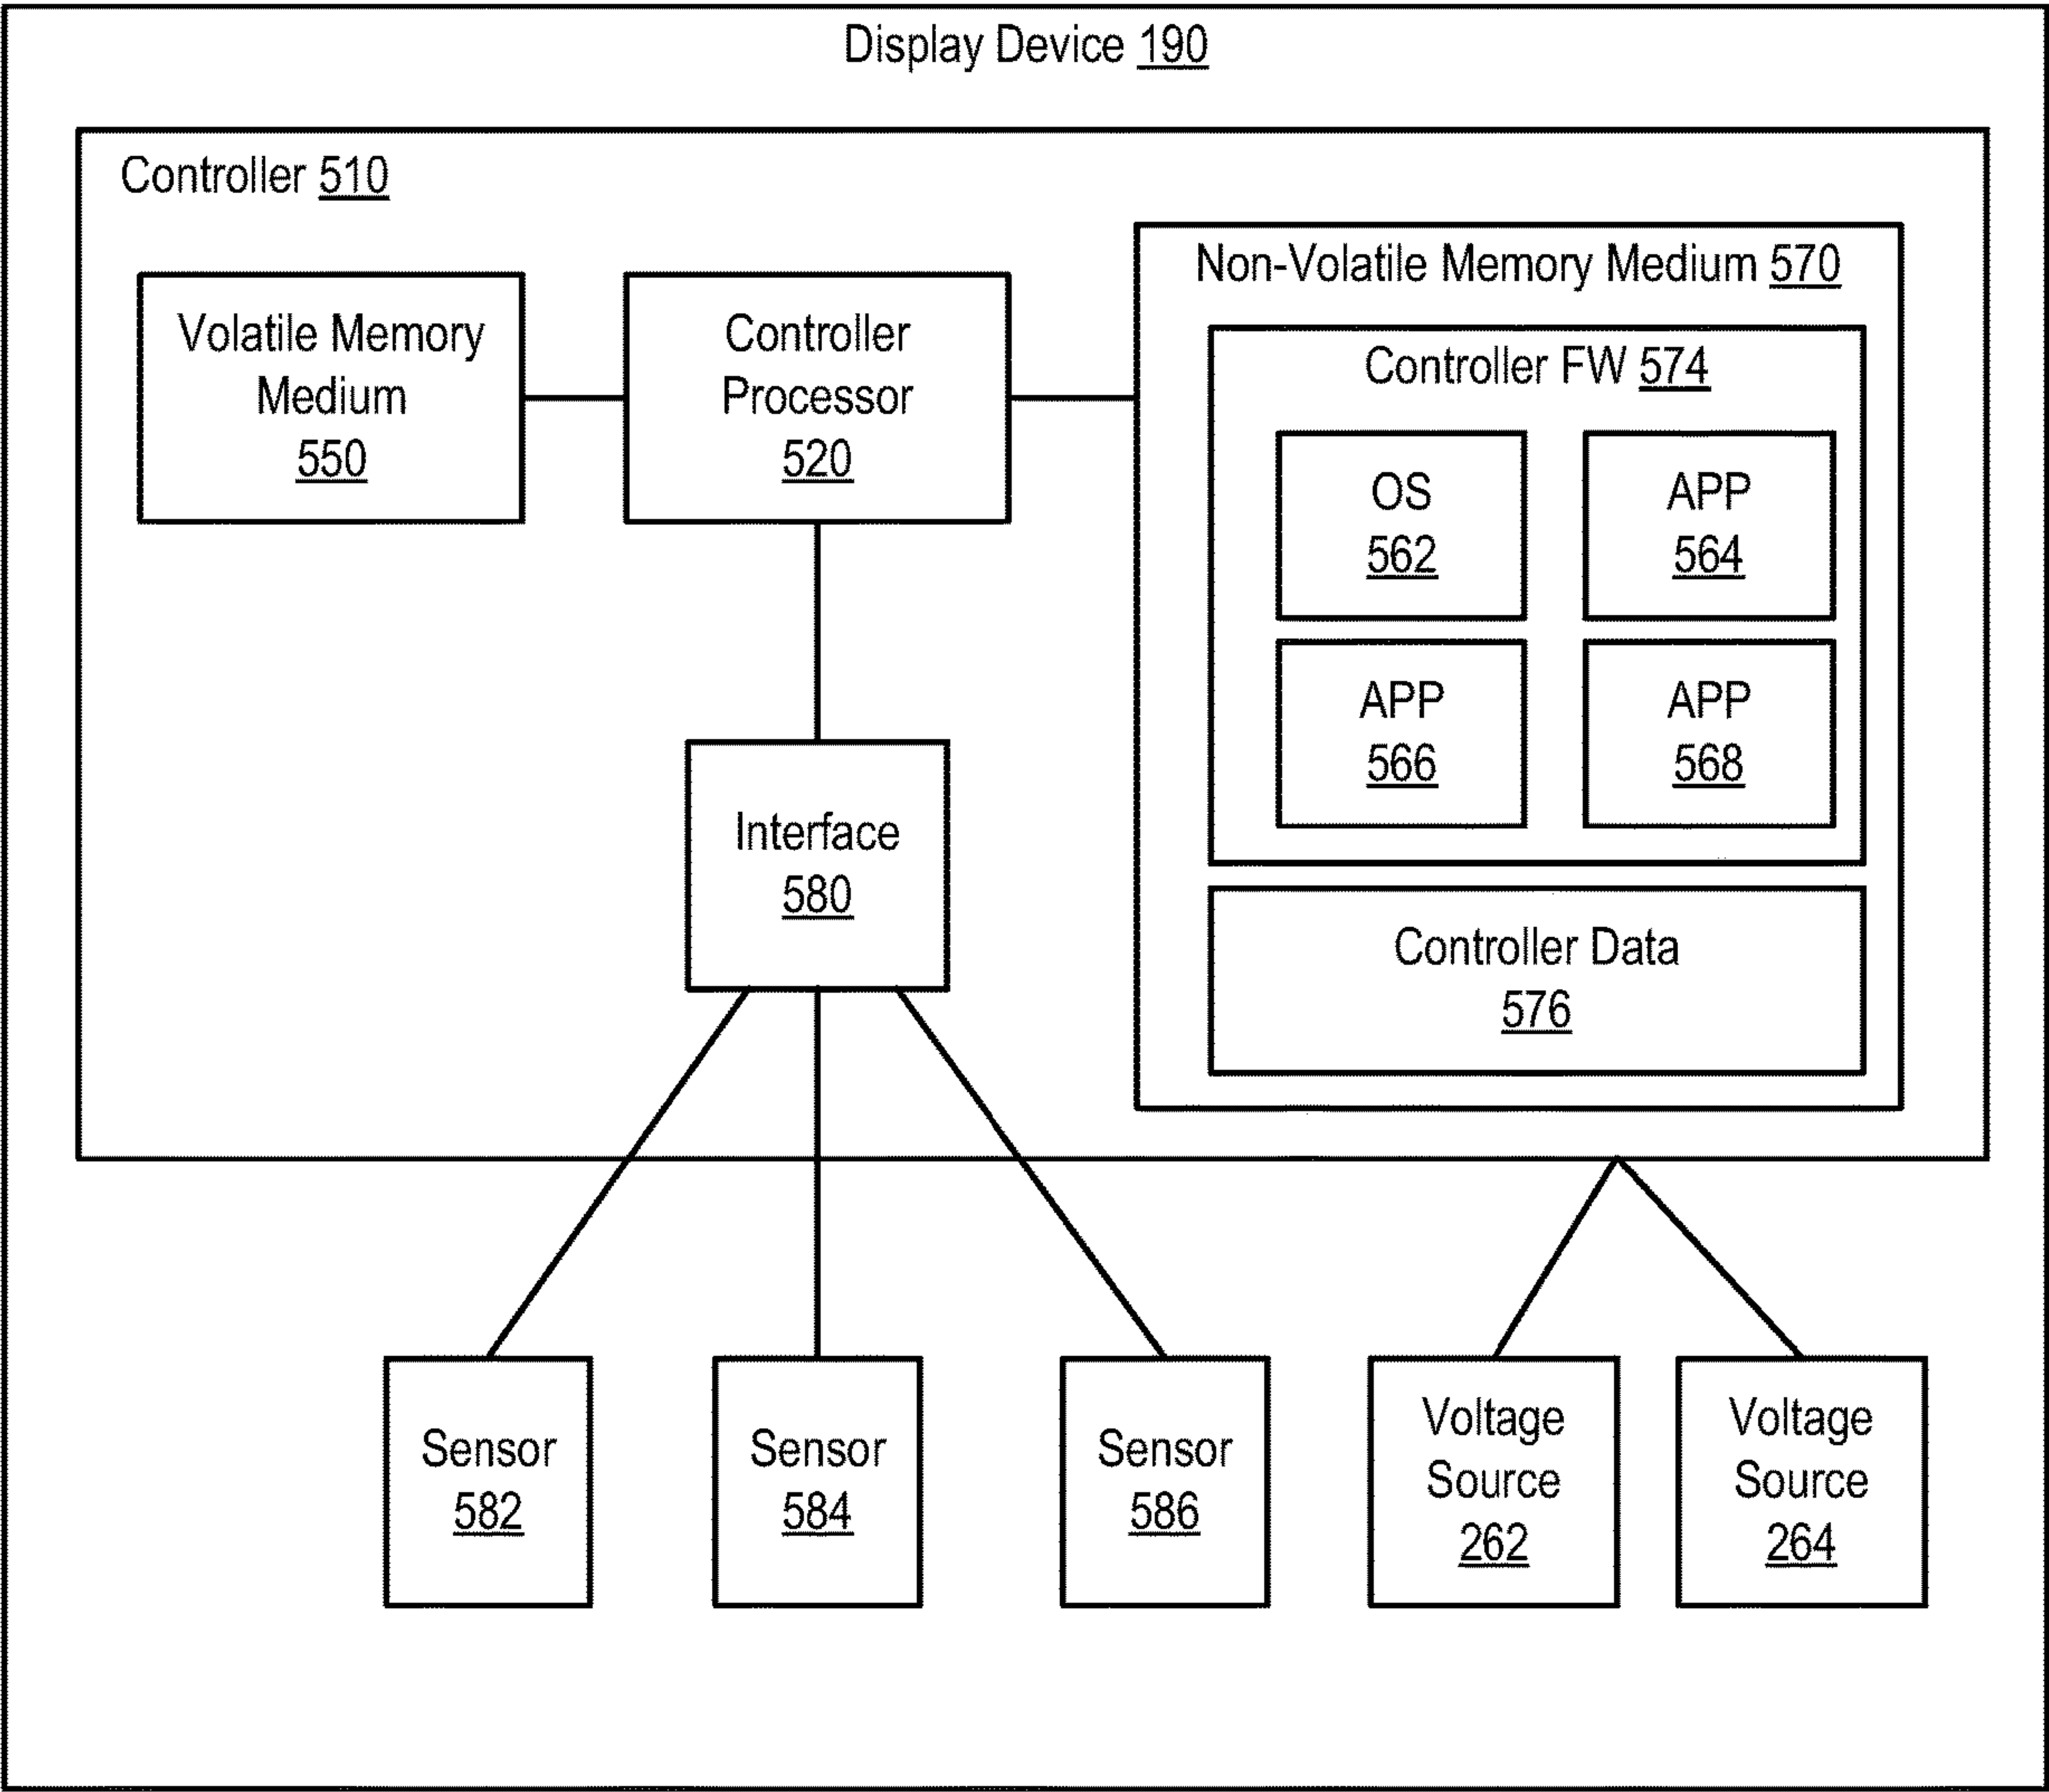 Display Device 190
Controller 510
Non-Volatile Memory Medium 570
Volatile Memory
Medium
550
Controller
Processor
520
Controller FW 574
OS
562
APP
564
APP
566
APP
568
Interface
580
Controller Data
576
Sensor
582
Sensor
584
Sensor
586
Voltage
Source
262
Voltage
Source
264